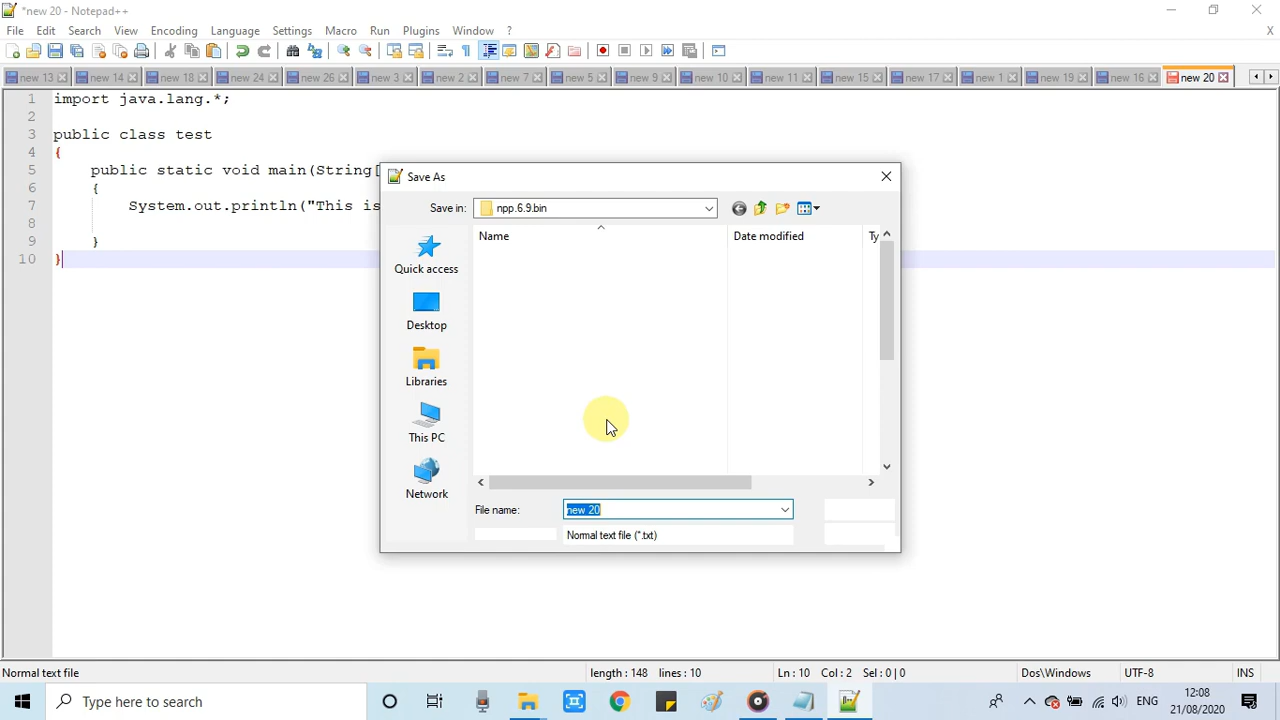 *new 20 - Notepad++
File Edit Search View Encoding Language Settings Macro Run Plugins Window ?
X
new 13 new 14 new 18 new 24 new 26 new 3 new 7 new 5 new 9 new 10 new 11 new 15 new 17 new 1 new 19 new 16 new 20
1 import java.lang.*;
2
3 public class test
4 {
5 public static void main(String[
6 {
7 System.out.println("This is
8
9 }
10 }
Save As
Save in: npp.6.9.bin
Name Date modified Ty
Quick access
Desktop
Libraries
This PC
Network
File name: new 20
Normal text file (*.txt)
Normal text file length : 148 lines : 10 Ln : 10 Col : 2 Sel : 0 | 0 Dos\Windows UTF-8 INS
Type here to search
ENG
12:08
21/08/2020